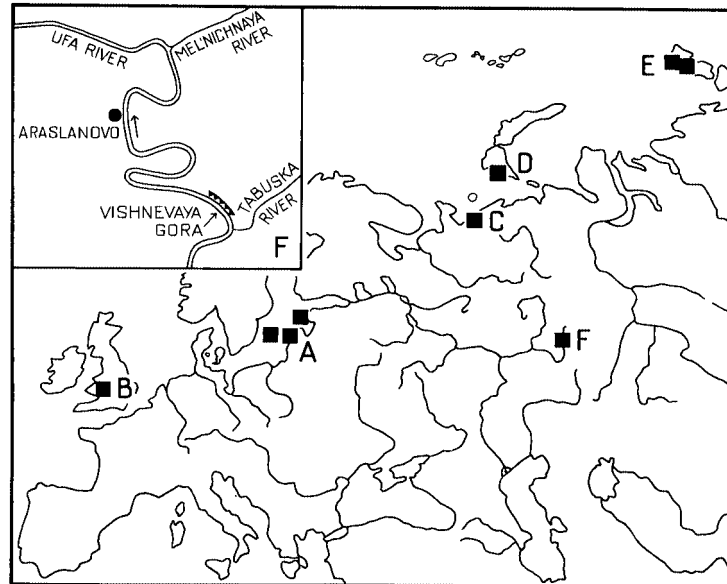 UFA RIVER
MEL'NICHNAYA
RIVER
ARASLANOVO
VISHNEVAYA
GORA
TABUSKA
RIVER
F
E
D
C
F
A
B